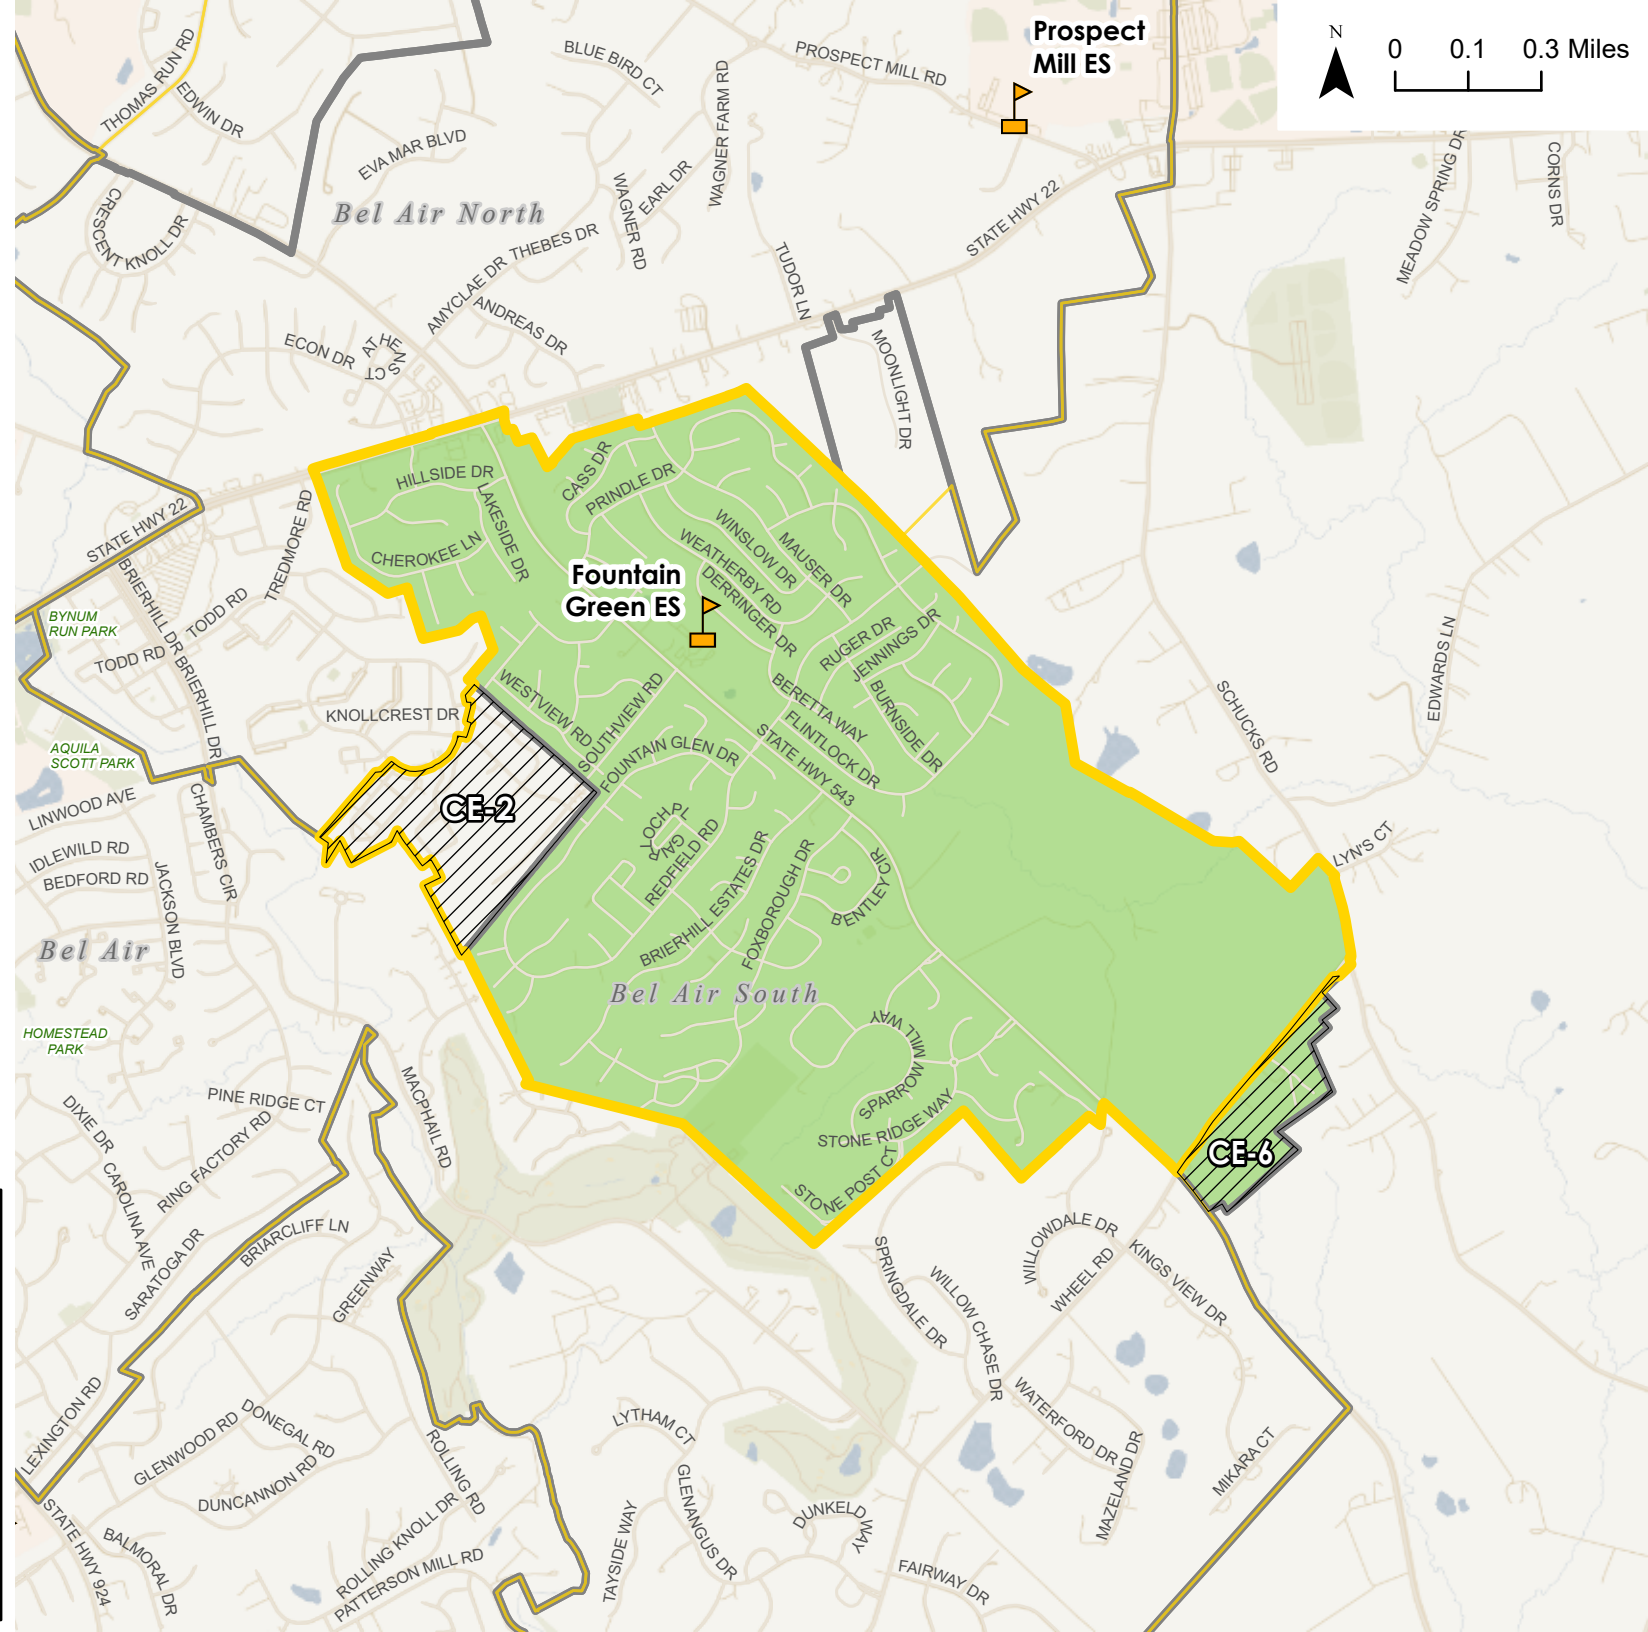 Prospect
Mill ES
N
0 0.1 0.3 Miles
THOMAS RUN RD
EDWIN DR
BLUE BIRD CT
PROSPECT MILL RD
WAGNER FARM RD
EVA MAR BLVD
CRESCENT KNOLL DR
Bel Air North
WAGNER RD
EARL DR
STATE HWY 22
MEADOW SPRING DR
CORNS DR
AMYCLAE DR
THEBES DR
TUDOR LN
ANDREAS DR
ECON DR
ATHENS CT
MOONLIGHT DR
HILLSIDE DR
LAKESIDE DR
CASS DR
PRINDLE DR
STATE HWY 22
TREDMORE RD
CHEROKEE LN
WINSLOW DR
MAUSER DR
WEATHERBY RD
DERRINGER DR
Fountain
Green ES
BRIERHILL DR
TODD RD
BYNUM
RUN PARK
TODD RD
BRIERHILL DR
RUGER DR
JENNINGS DR
EDWARDS LN
SCHUCKS RD
WESTVIEW RD
SOUTHVIEW RD
BERETTA WAY
BURNSIDE DR
FLINTLOCK DR
KNOLLCREST DR
STATE HWY 543
AQUILA
SCOTT PARK
FOUNTAIN GLEN DR
LINWOOD AVE
CHAMBERS CIR
CE-2
GAIRLOCH PL
REDFIELD RD
LYN'S CT
IDLEWILD RD
BEDFORD RD
JACKSON BLVD
BRIERHILL ESTATES DR
FOXBOROUGH DR
BENTLEY CIR
Bel Air
Bel Air South
HOMESTEAD
PARK
SPARROW MILL WAY
MACPHAIL RD
PINE RIDGE CT
DIXIE DR
RING FACTORY RD
STONE RIDGE WAY
CE-6
STONE POST CT
CAROLINA AVE
SARATOGA DR
BRIARCLIFF LN
GREENWAY
WILLOWDALE DR
WHEEL RD
KINGS VIEW DR
SPRINGDALE DR
WILLOW CHASE DR
LEXINGTON RD
GLENWOOD RD
DONEGAL RD
DUNCANNON RD
ROLLING RD
LYTHAM CT
GLENANGUS DR
WATERFORD DR
MAZELAND DR
MIKARA CT
STATE HWY 924
BALMORAL DR
ROLLING KNOLL DR
PATTERSON MILL RD
TAYSIDE WAY
DUNKELD WAY
FAIRWAY DR